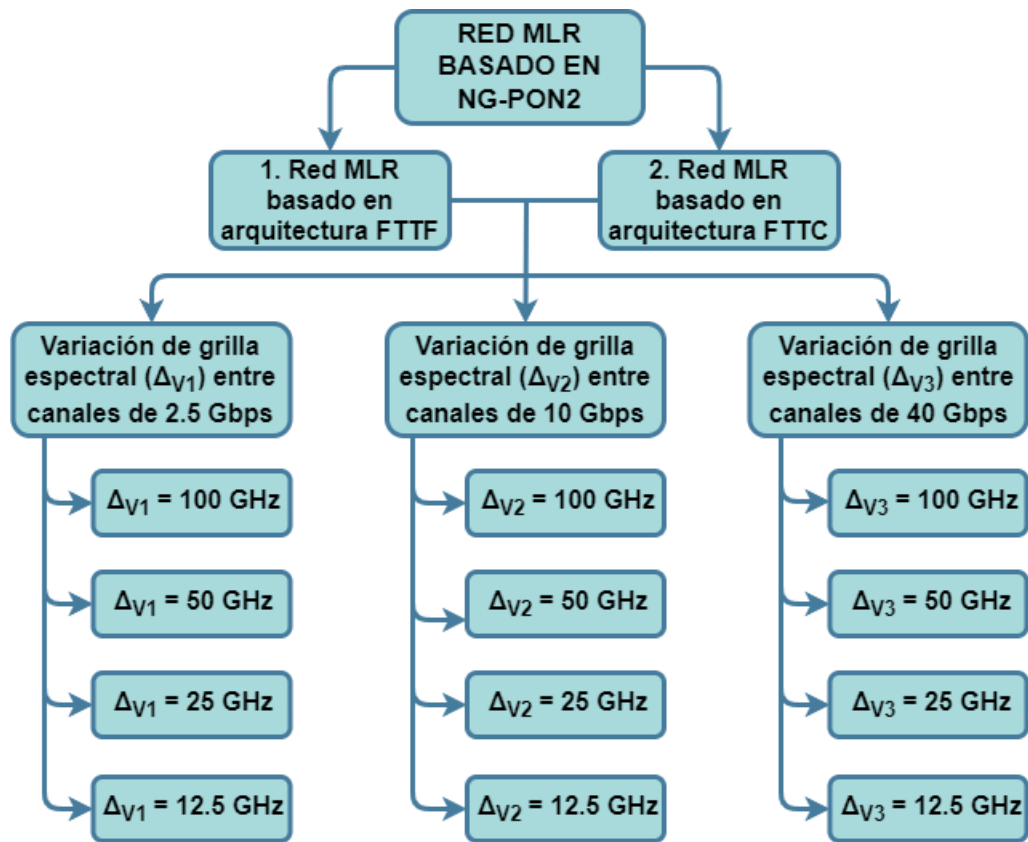 RED MLR
BASADO EN
NG-PON2
1. Red MLR
basado en
arquitectura FTTF
2. Red MLR
basado en
arquitectura FTTC
Variación de grilla
espectral (ΔV1) entre
canales de 2.5 Gbps
Variación de grilla
espectral (ΔV2) entre
canales de 10 Gbps
Variación de grilla
espectral (ΔV3) entre
canales de 40 Gbps
ΔV1 = 100 GHz
ΔV1 = 50 GHz
ΔV1 = 25 GHz
ΔV1 = 12.5 GHz
ΔV2 = 100 GHz
ΔV2 = 50 GHz
ΔV2 = 25 GHz
ΔV2 = 12.5 GHz
ΔV3 = 100 GHz
ΔV3 = 50 GHz
ΔV3 = 25 GHz
ΔV3 = 12.5 GHz